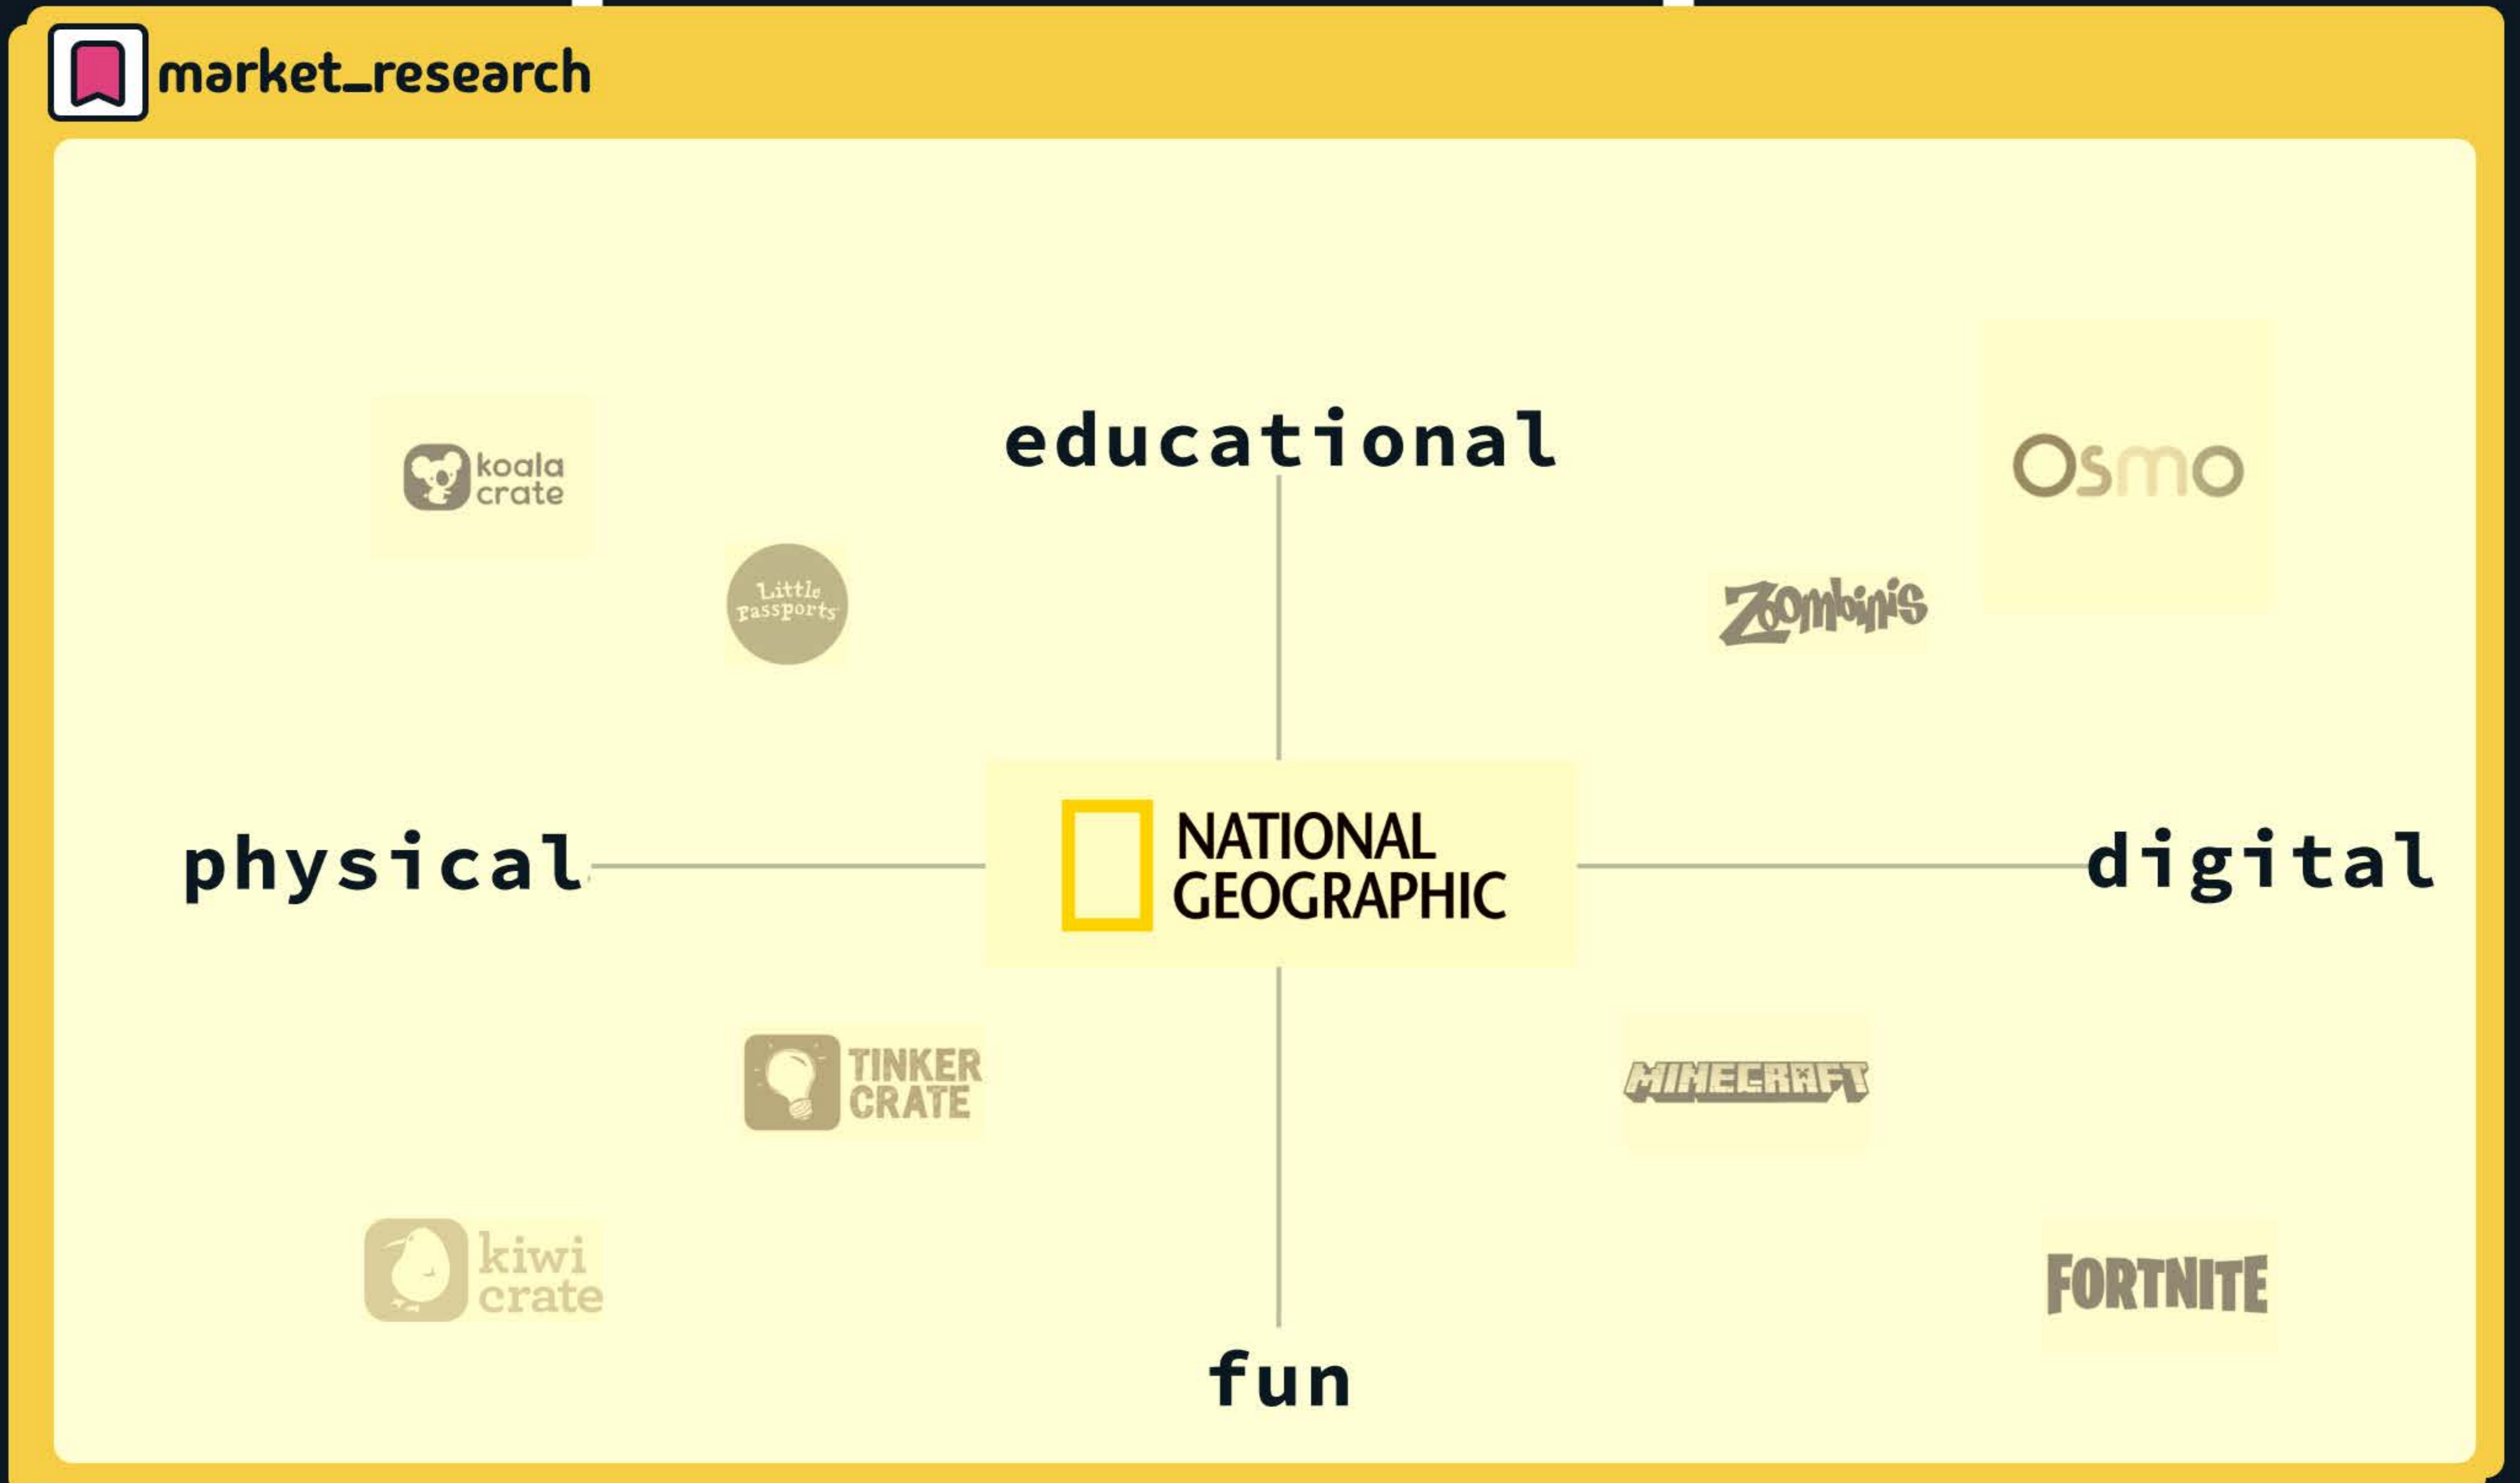 market_research
educational
koala
crate
Osmo
Little
Passports
Zoombinis
physical
NATIONAL
GEOGRAPHIC
digital
TINKER
CRATE
MINECRAFT
kiwi
crate
FORTNITE
fun